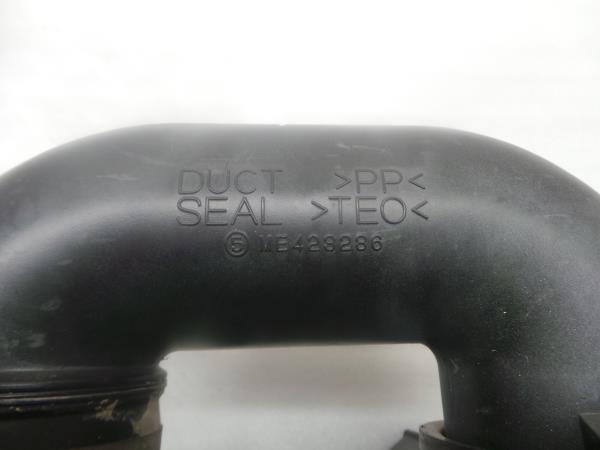 DUCT >PP<
SEAL >TEO<
⑤ ME423286